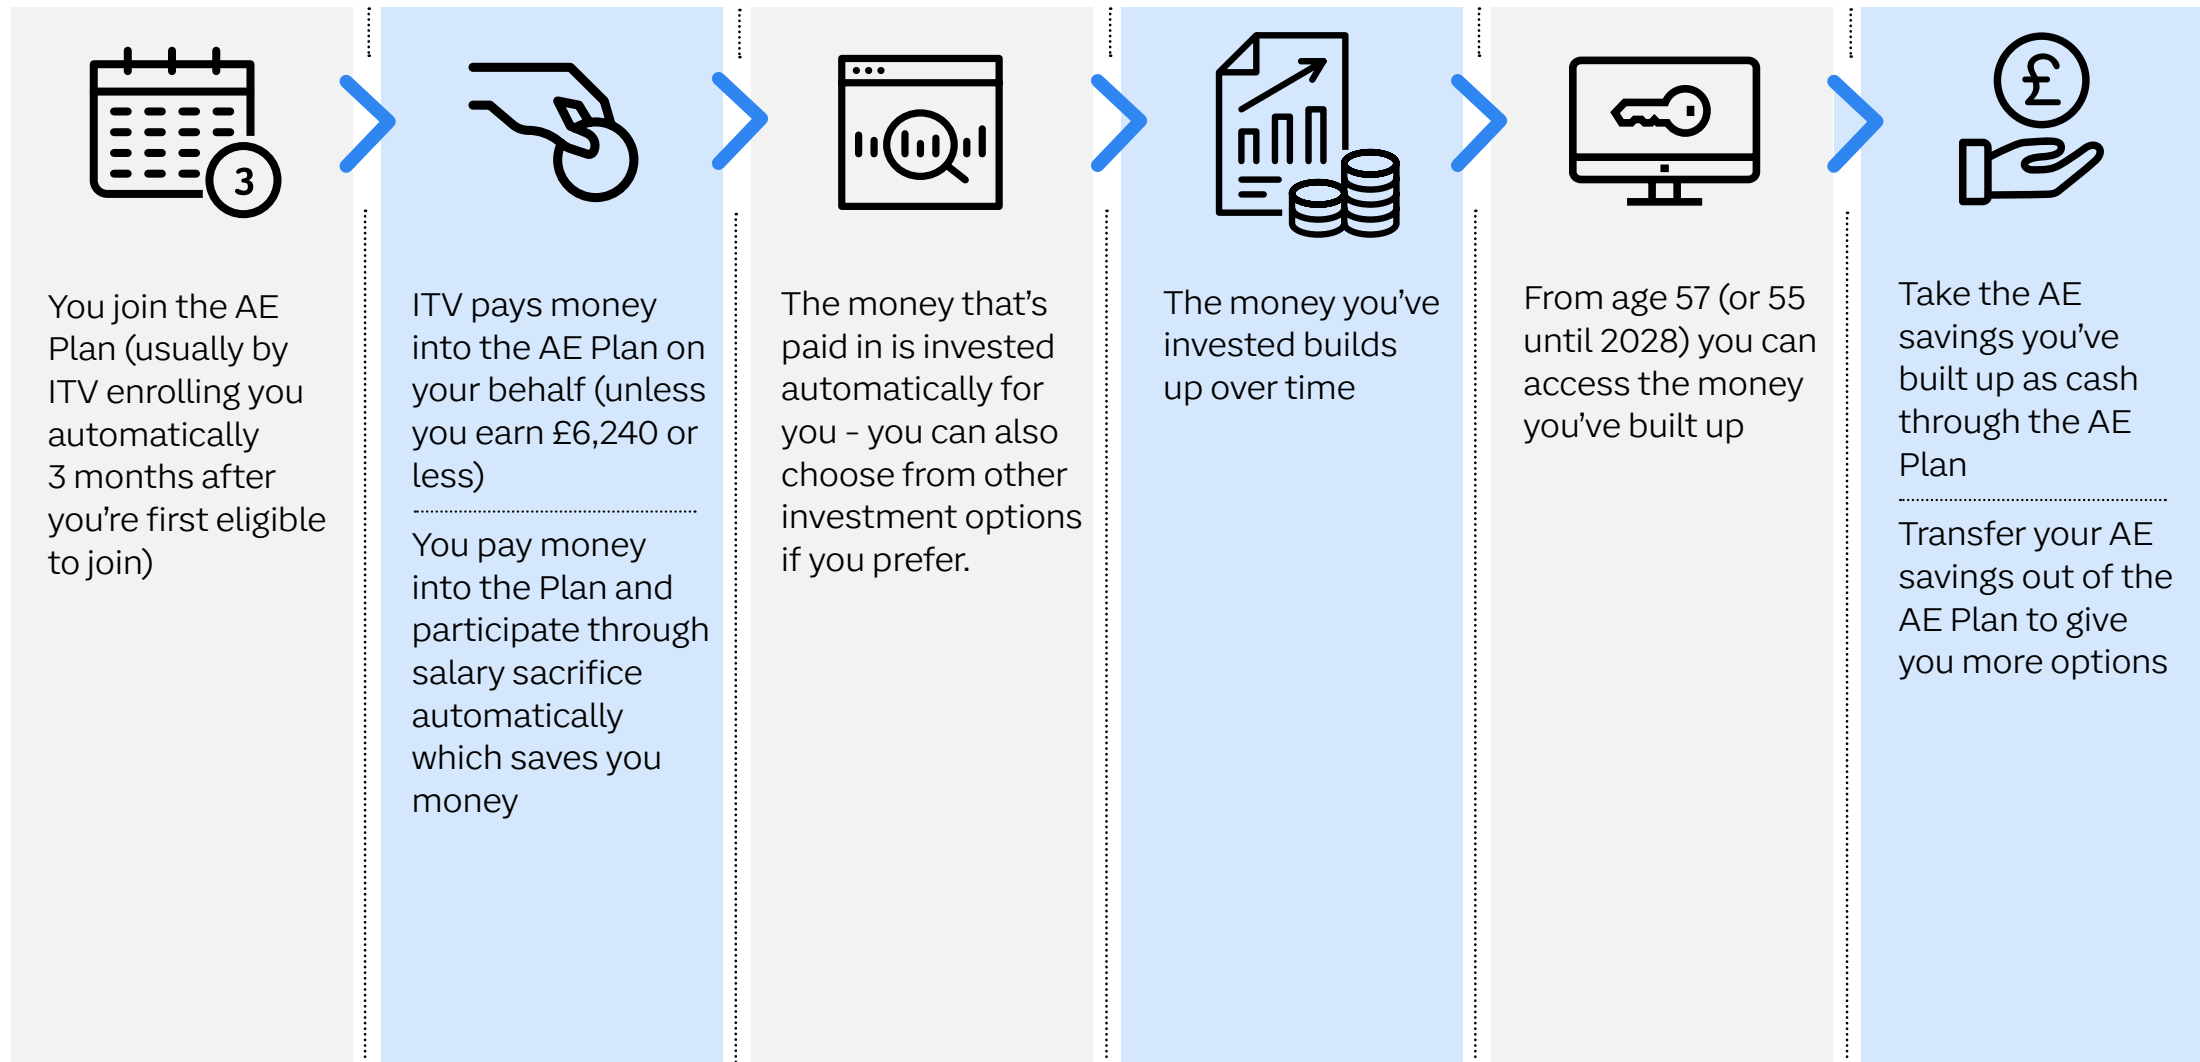 3
£
You join the AE
Plan (usually by
ITV enrolling you
automatically
3 months after
you're first eligible
to join)
ITV pays money
into the AE Plan on
your behalf (unless
you earn £6,240 or
less)
You pay money
into the Plan and
participate through
salary sacrifice
automatically
which saves you
money
The money that's
paid in is invested
automatically for
you - you can also
choose from other
investment options
if you prefer.
The money you've
invested builds
up over time
From age 57 (or 55
until 2028) you can
access the money
you've built up
Take the AE
savings you've
built up as cash
through the AE
Plan
Transfer your AE
savings out of the
AE Plan to give
you more options